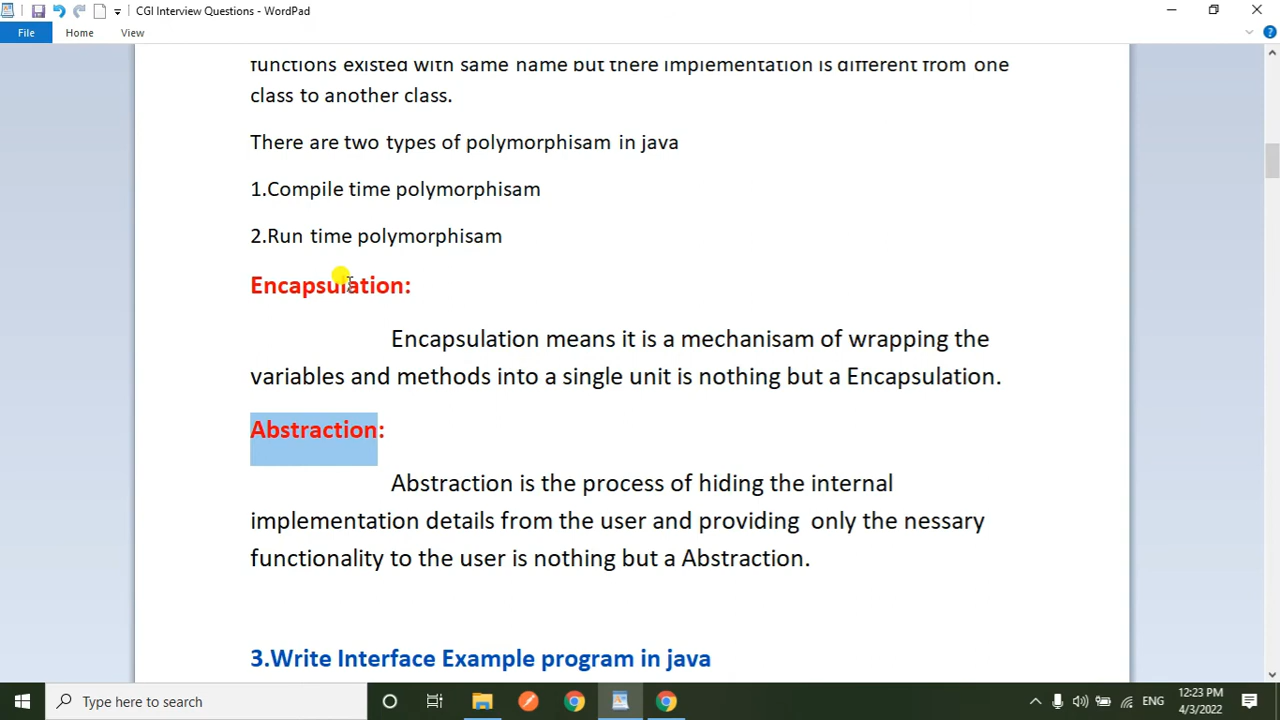 CGI Interview Questions - WordPad
File Home View
functions existed with same name but there implementation is different from one
class to another class.
There are two types of polymorphisam in java
1.Compile time polymorphisam
2.Run time polymorphisam
Encapsulation:
Encapsulation means it is a mechanisam of wrapping the
variables and methods into a single unit is nothing but a Encapsulation.
Abstraction:
Abstraction is the process of hiding the internal
implementation details from the user and providing only the nessary
functionality to the user is nothing but a Abstraction.
3.Write Interface Example program in java
Type here to search
ENG
12:23 PM
4/3/2022